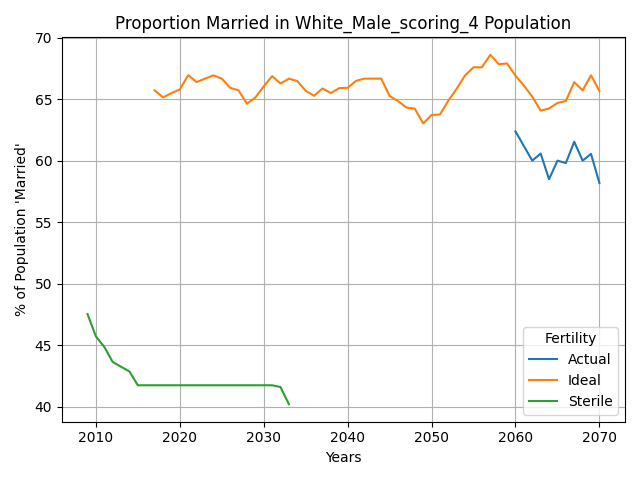 Proportion Married in White_Male_scoring_4 Population
70
65
60
55
50
45
40
% of Population 'Married'
2010 2020 2030 2040 2050 2060 2070
Years
Fertility
Actual
Ideal
Sterile